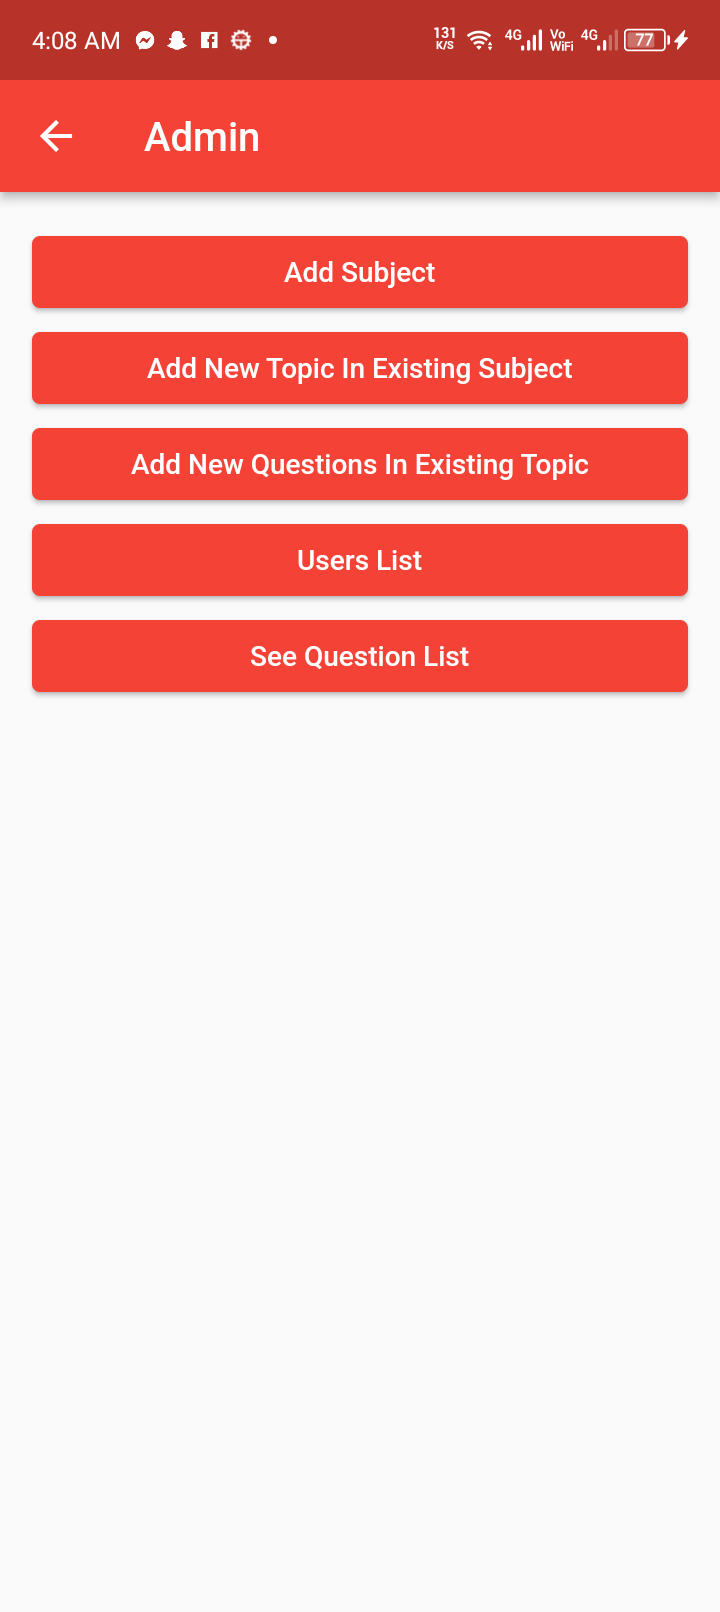 4:08 AM
131
K/S
4G
Vo
WiFi
4G
77
Admin
Add Subject
Add New Topic In Existing Subject
Add New Questions In Existing Topic
Users List
See Question List